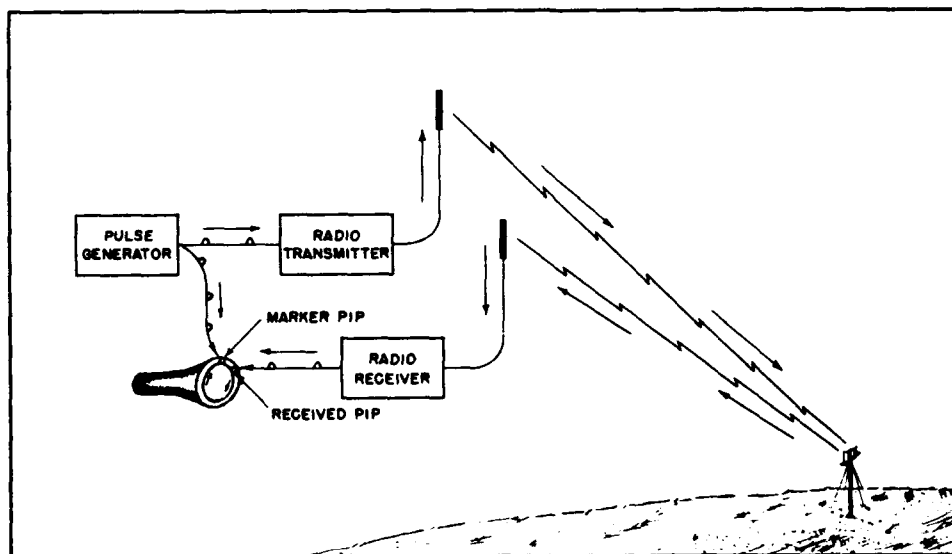 PULSE
GENERATOR
RADIO
TRANSMITTER
MARKER PIP
RADIO
RECEIVER
RECEIVED PIP